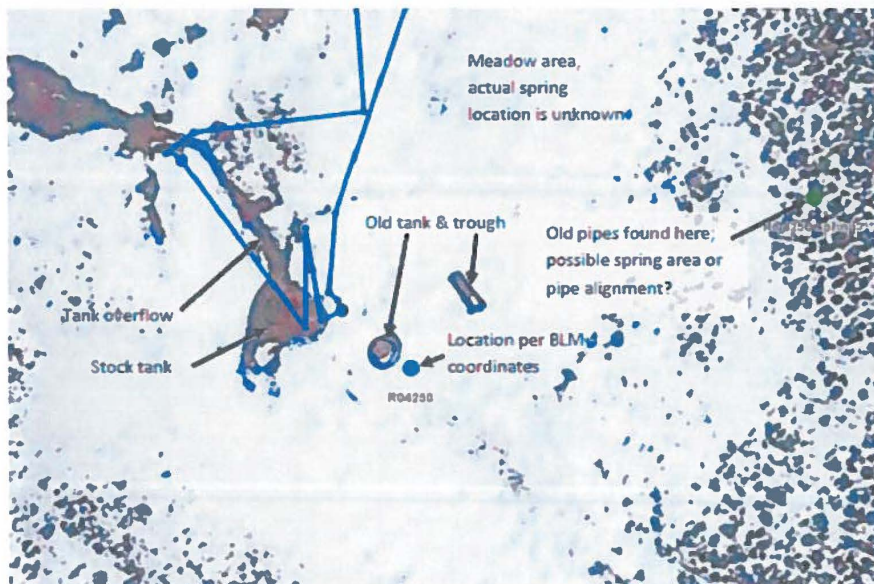 Meadow area,
actual spring
location is unknown
Old tank & trough
Old pipes found here;
possible spring area or
pipe alignment?
Tank overflow
Stock tank
Location per BLM
coordinates
R04250